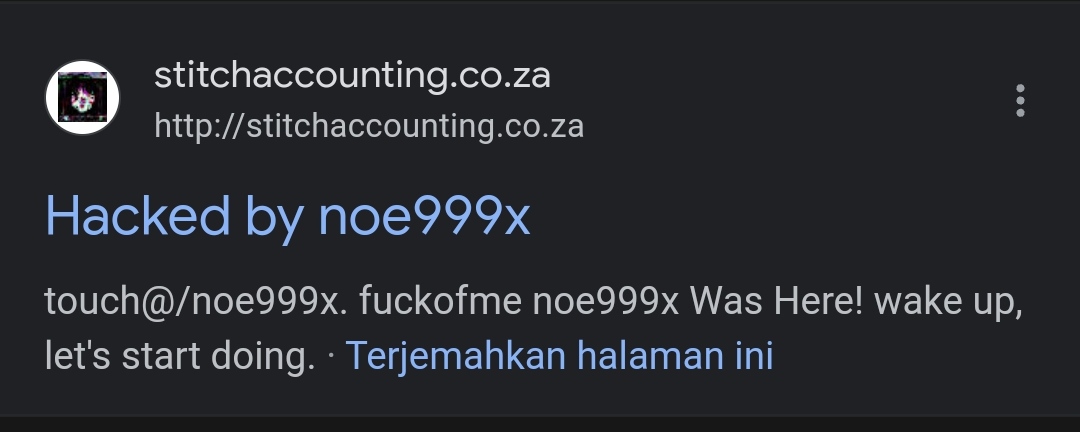 stitchaccounting.co.za
http://stitchaccounting.co.za
Hacked by noe999x
touch@/noe999x. fuckofme noe999x Was Here! wake up,
let's start doing. · Terjemahkan halaman ini